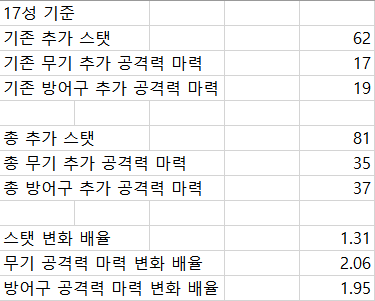 17성 기준
기존 추가 스탯 62
기존 무기 추가 공격력 마력 17
기존 방어구 추가 공격력 마력 19
총 추가 스탯 81
총 무기 추가 공격력 마력 35
총 방어구 추가 공격력 마력 37
스탯 변화 배율 1.31
무기 공격력 마력 변화 배율 2.06
방어구 공격력 마력 변화 배율 1.95